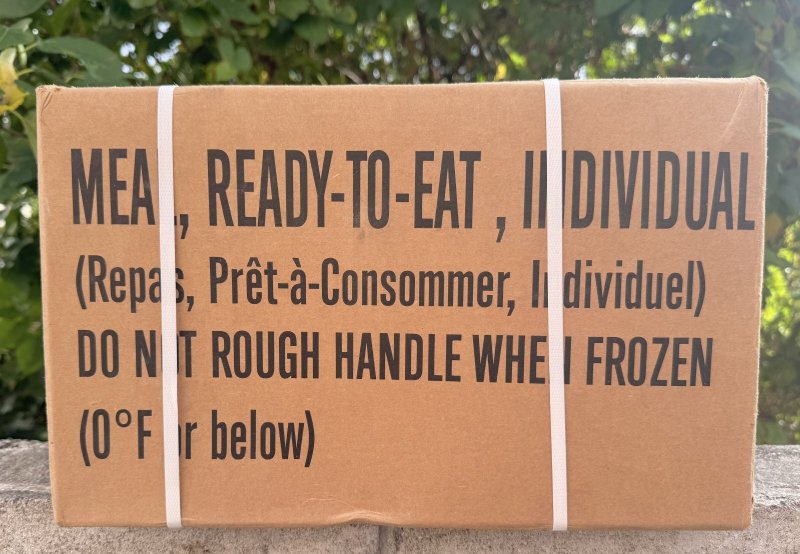 MEAL, READY-TO-EAT , INDIVIDUAL
(Repas, Prêt-à-Consommer, Individuel)
DO NOT ROUGH HANDLE WHEN FROZEN
(0°F or below)